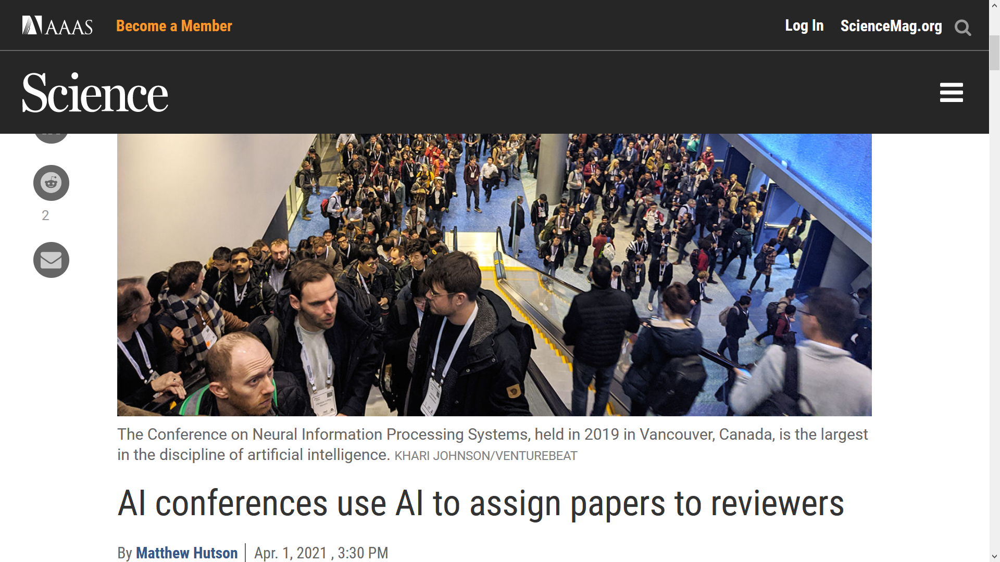 AAAS
Become a Member
Log In
ScienceMag.org
Science
2
The Conference on Neural Information Processing Systems, held in 2019 in Vancouver, Canada, is the largest
in the discipline of artificial intelligence. KHARI JOHNSON/VENTUREBEAT
AI conferences use AI to assign papers to reviewers
By Matthew Hutson | Apr. 1, 2021 , 3:30 PM